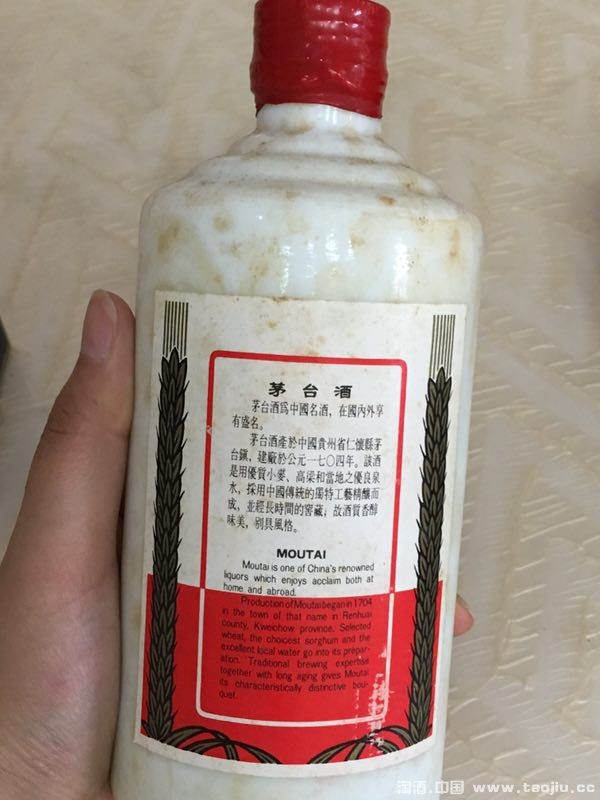 茅台酒
茅台酒爲中國名酒，在國內外享
有盛名。
茅台酒產於中國貴州省仁懷縣茅
台鎭，建廠於公元一七〇四年。該酒
是用優質小麥、高梁和當地之優良泉
水，採用中國傳統的獨特工藝精釀而
成，並經長時間的窖藏；故酒質香醇
味美，別具風格。
MOUTAI
Moutai is one of China's renowned
liquors which enjoys acclaim both at
home and abroad.
Production of Moutai began in 1704
in the town of that name in Renhuai
county, Kweichow province. Selected
wheat, the choicest sorghum and the
excellent local water go into its prepar-
ation. Traditional brewing expertise
together with long aging gives Moutai
its characteristically distinctive bou-
quet.
淘酒.中国 www.taojiu.cc